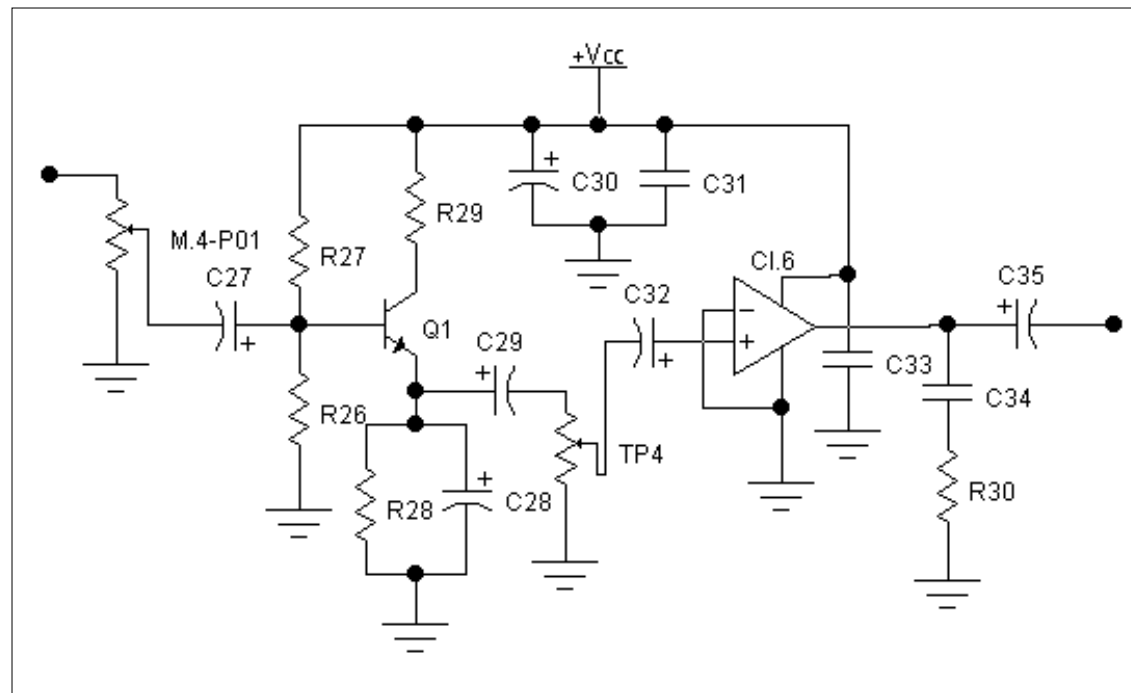 +Vcc
C30
C31
R29
M.4-P01
R27
C27
+
Q1
C32
+
CI.6
C35
+
C29
+
−
+
C33
C34
R26
TP4
R28
+
C28
R30
+